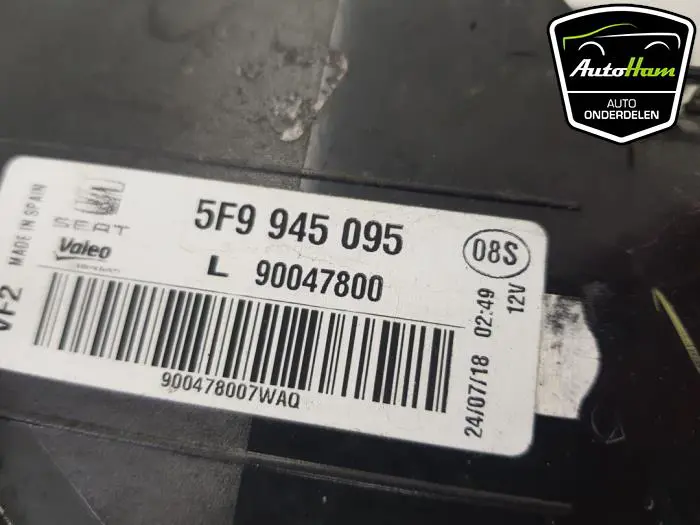 AutoHam
AUTO
ONDERDELEN
MADE IN SPAIN
VF2
SEAT
Valeo
5F9 945 095
L 90047800
08S
12V
24/07/18 02:49
900478007WAQ